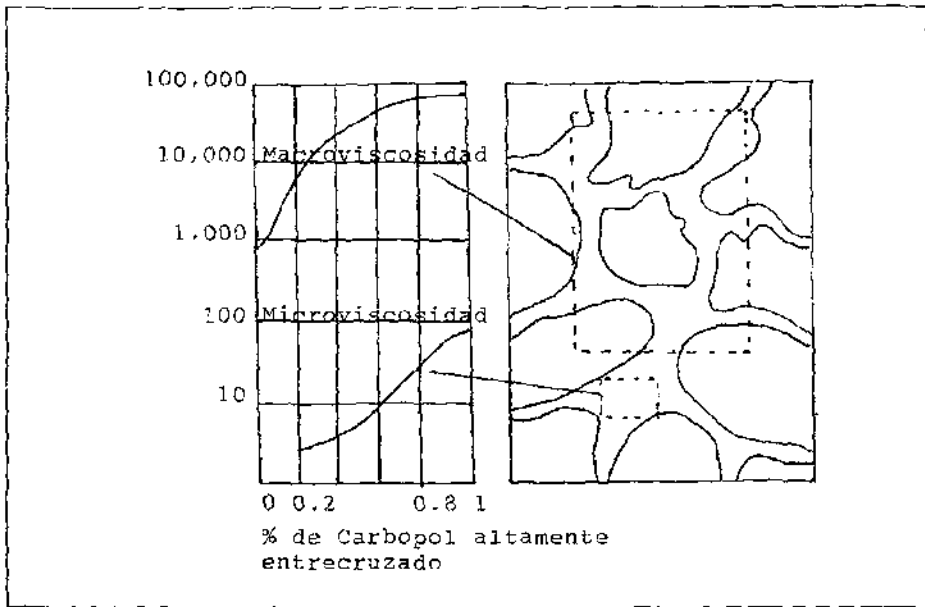 100,000
10,000 Macroviscosidad
1,000
100 Microviscosidad
10
0 0.2 0.8 1
% de Carbopol altamente
entrecruzado